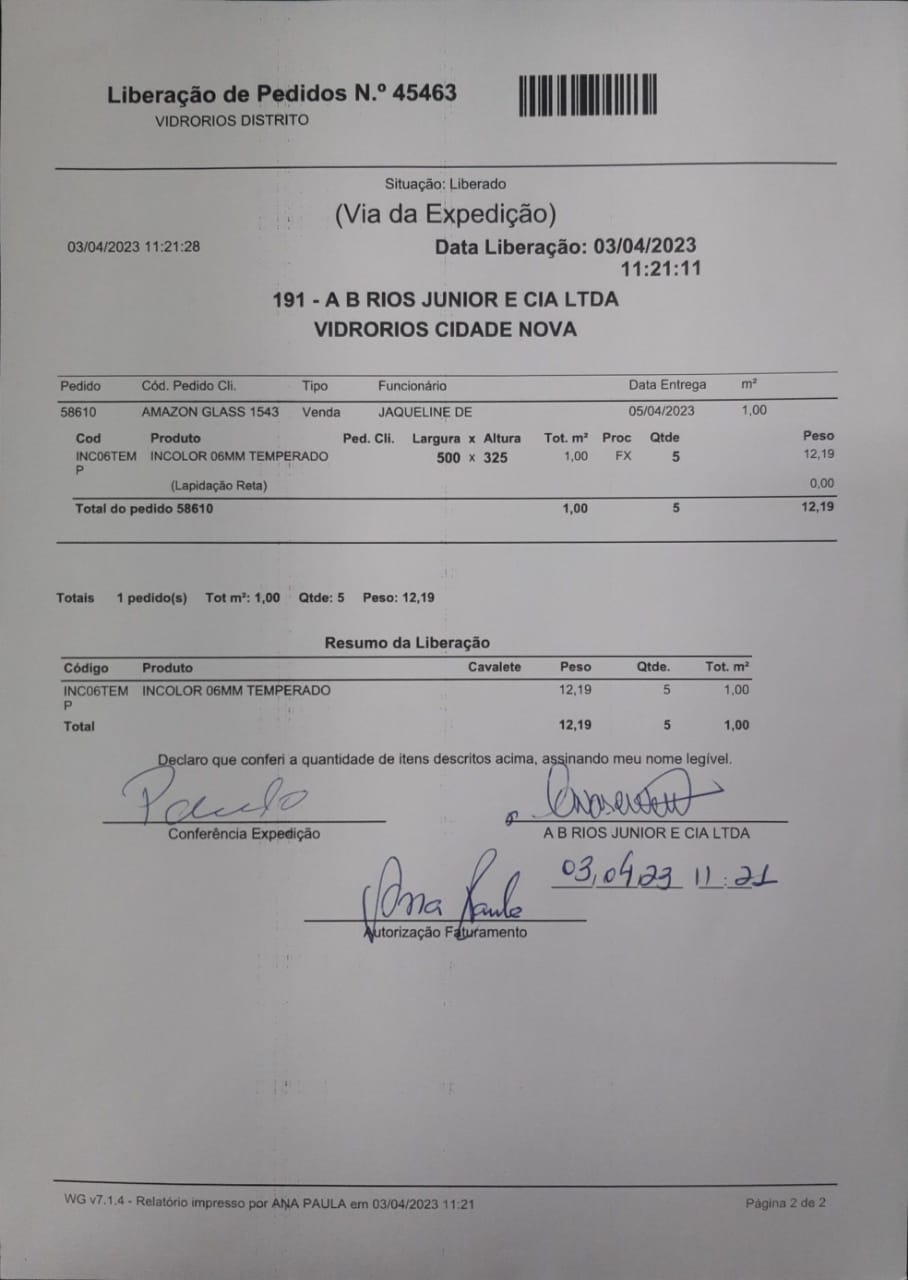 Liberação de Pedidos N.º 45463
VIDRORIOS DISTRITO
Situação: Liberado
(Via da Expedição)
03/04/2023 11:21:28 Data Liberação: 03/04/2023
11:21:11
191 - A B RIOS JUNIOR E CIA LTDA
VIDRORIOS CIDADE NOVA
Pedido Cód. Pedido Cli. Tipo Funcionário Data Entrega m²
58610 AMAZON GLASS 1543 Venda JAQUELINE DE 05/04/2023 1,00
Cod Produto Ped. Cli. Largura x Altura Tot. m² Proc Qtde Peso
INC06TEM INCOLOR 06MM TEMPERADO 500 x 325 1,00 FX 5 12,19
P
(Lapidação Reta) 0,00
Total do pedido 58610 1,00 5 12,19
Totais 1 pedido(s) Tot m²: 1,00 Qtde: 5 Peso: 12,19
Resumo da Liberação
Código Produto Cavalete Peso Qtde. Tot. m²
INC06TEM INCOLOR 06MM TEMPERADO 12,19 5 1,00
P
Total 12,19 5 1,00
Declaro que conferi a quantidade de itens descritos acima, assinando meu nome legível.
Paulo
Conferência Expedição A B RIOS JUNIOR E CIA LTDA
03,04,23 11:21
Ana Paula
Autorização Faturamento
WG v7.1.4 - Relatório impresso por ANA PAULA em 03/04/2023 11:21 Página 2 de 2